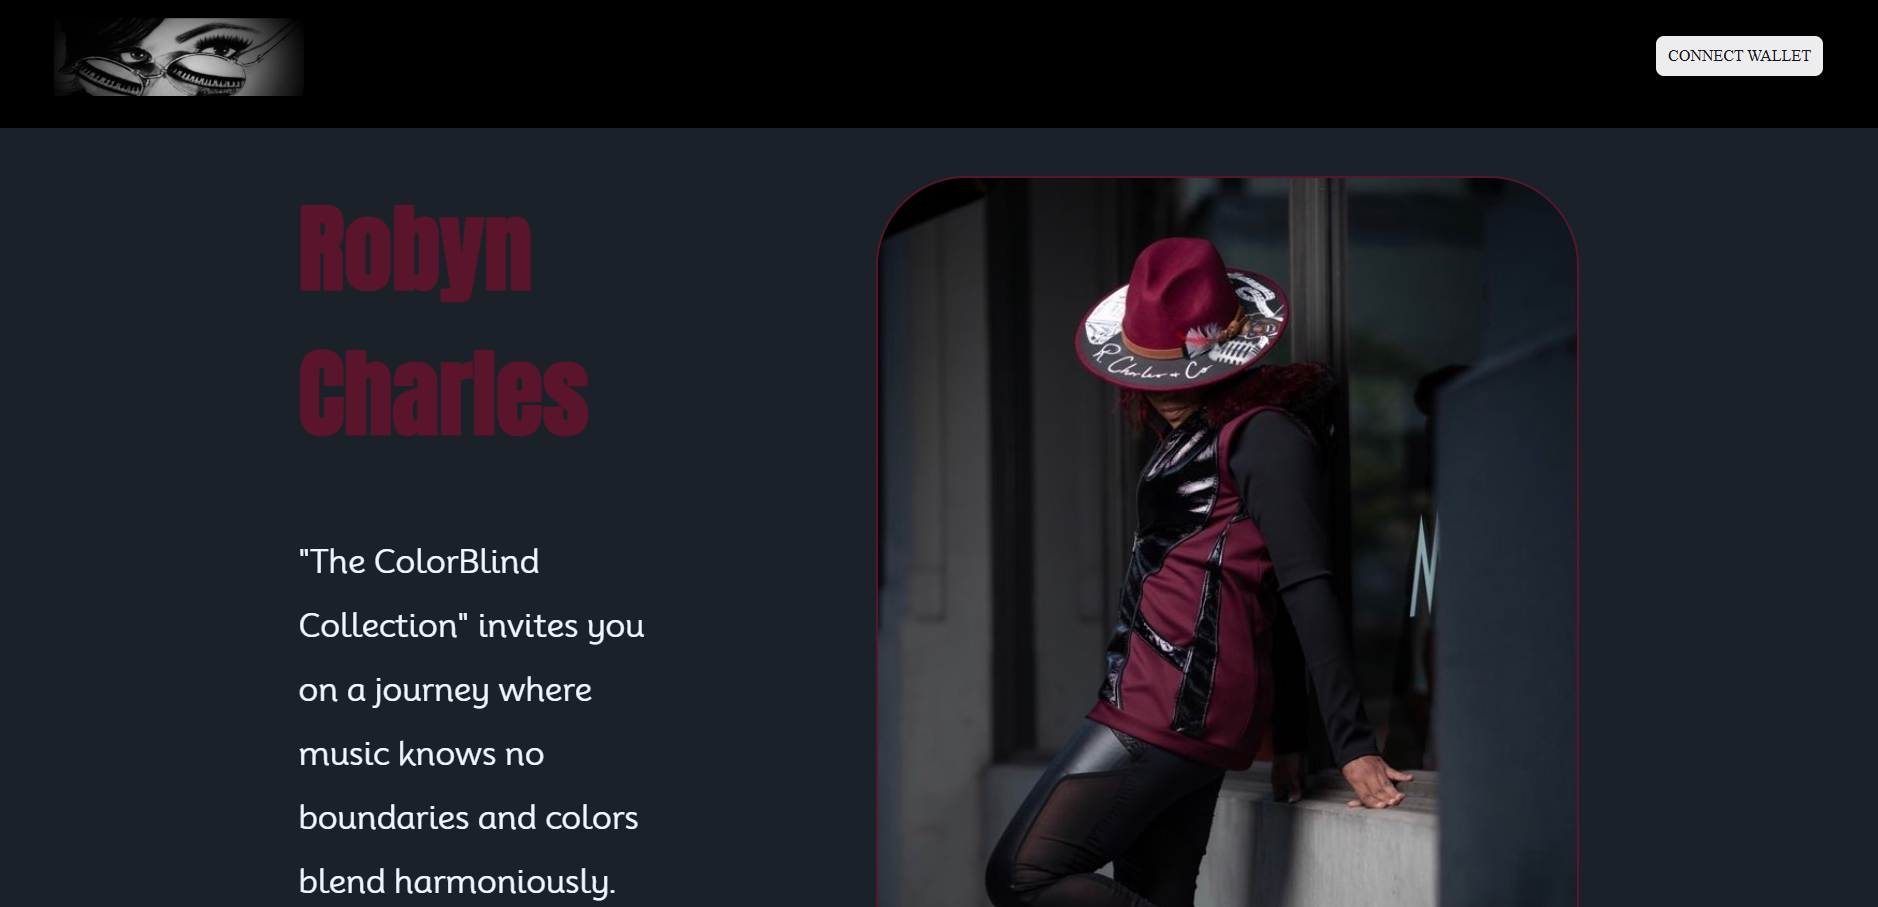 CONNECT WALLET
Robyn
Charles
"The ColorBlind
Collection" invites you
on a journey where
music knows no
boundaries and colors
blend harmoniously.
R. Charles + Co
M